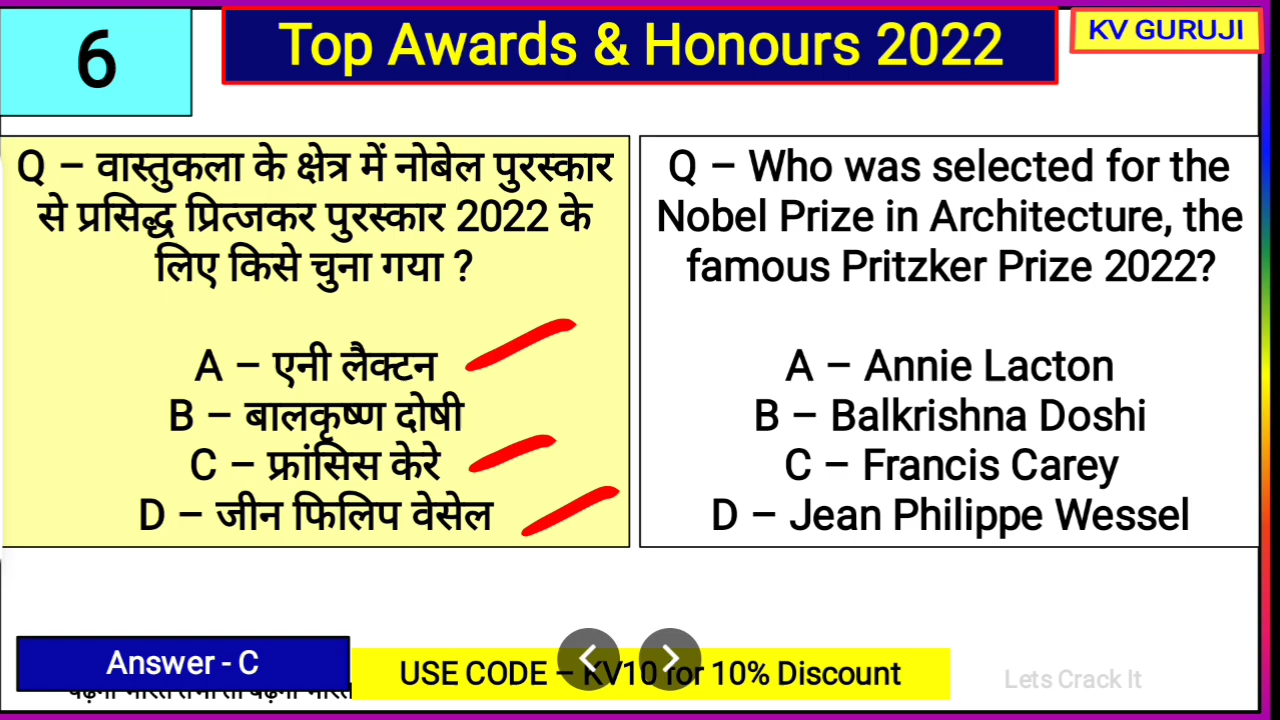 6
Top Awards & Honours 2022
KV GURUJI
Q – वास्तुकला के क्षेत्र में नोबेल पुरस्कार
से प्रसिद्ध प्रित्जकर पुरस्कार 2022 के
लिए किसे चुना गया ?
A – एनी लैक्टन
B – बालकृष्ण दोषी
C – फ्रांसिस केरे
D – जीन फिलिप वेसेल
Q – Who was selected for the
Nobel Prize in Architecture, the
famous Pritzker Prize 2022?
A – Annie Lacton
B – Balkrishna Doshi
C – Francis Carey
D – Jean Philippe Wessel
Answer - C
USE CODE – KV10 for 10% Discount
Lets Crack It